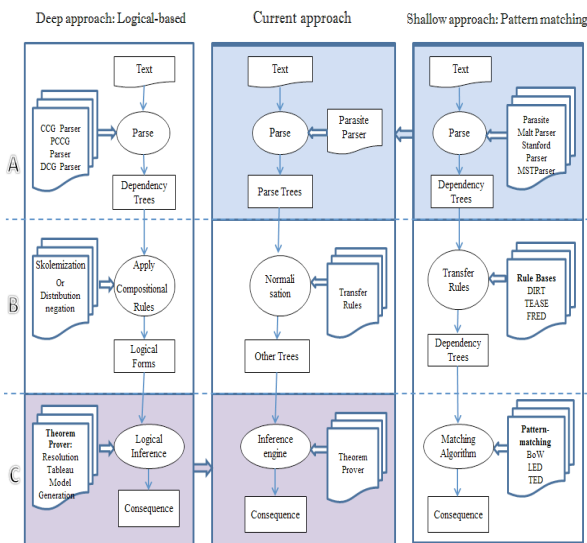 Deep approach: Logical-based
Current approach
Shallow approach: Pattern matching
A
Text
CCG Parser
PCCG
Parser
DCG Parser
Parse
Dependency
Trees
Text
Parse
Parasite
Parser
Parse Trees
Text
Parse
Parasite
Malt Parser
Stanford
Parser
MSTParser
Dependency
Trees
B
Skolemization
Or
Distribution
negation
Apply
Compositional
Rules
Logical
Forms
Normali
sation
Transfer
Rules
Other Trees
Transfer
Rules
Rule Bases
DIRT
TEASE
FRED
Dependency
Trees
C
Theorem
Prover:
Resolution
Tableau
Model
Generation
Logical
Inference
Consequence
Inference
engine
Theorem
Prover
Consequence
Matching
Algorithm
Pattern-
matching
BoW
LED
TED
Consequence